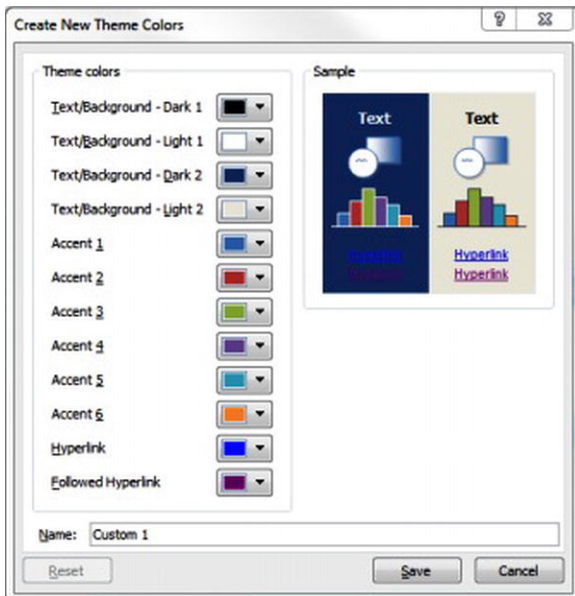 Create New Theme Colors
Theme colors
Text/Background - Dark 1
Text/Background - Light 1
Text/Background - Dark 2
Text/Background - Light 2
Accent 1
Accent 2
Accent 3
Accent 4
Accent 5
Accent 6
Hyperlink
Followed Hyperlink
Sample
Text Text
Hyperlink Hyperlink
Hyperlink Hyperlink
Name: Custom 1
Reset Save Cancel